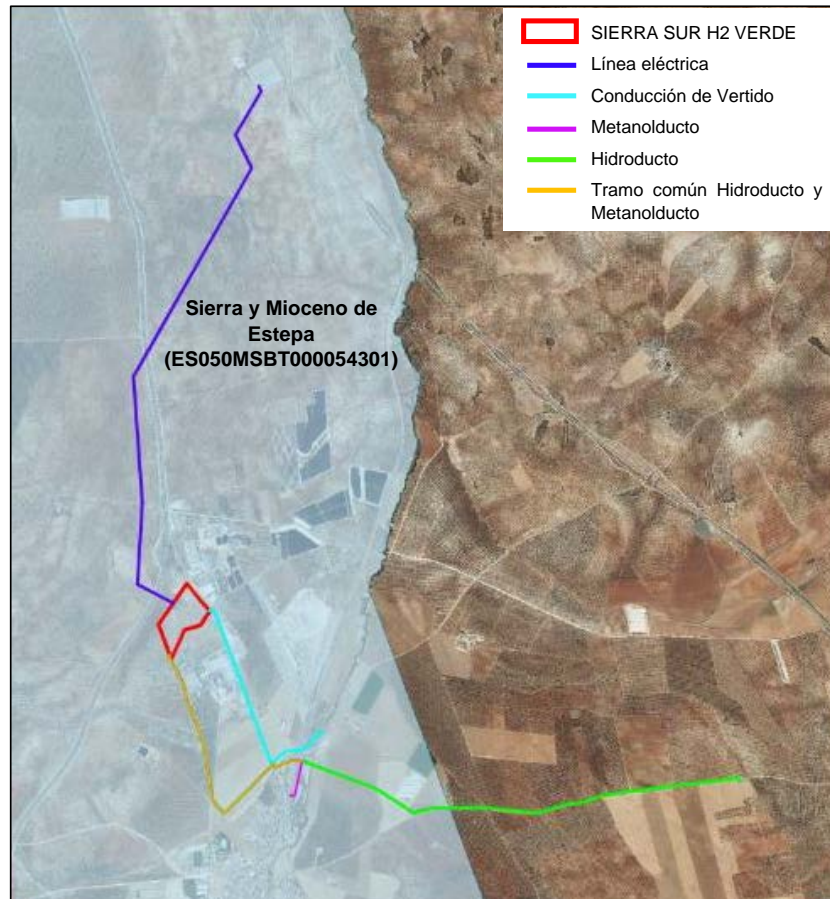 SIERRA SUR H2 VERDE
Línea eléctrica
Conducción de Vertido
Metanolducto
Hidroducto
Tramo común Hidroducto y
Metanolducto
Sierra y Mioceno de
Estepa
(ES050MSBT000054301)